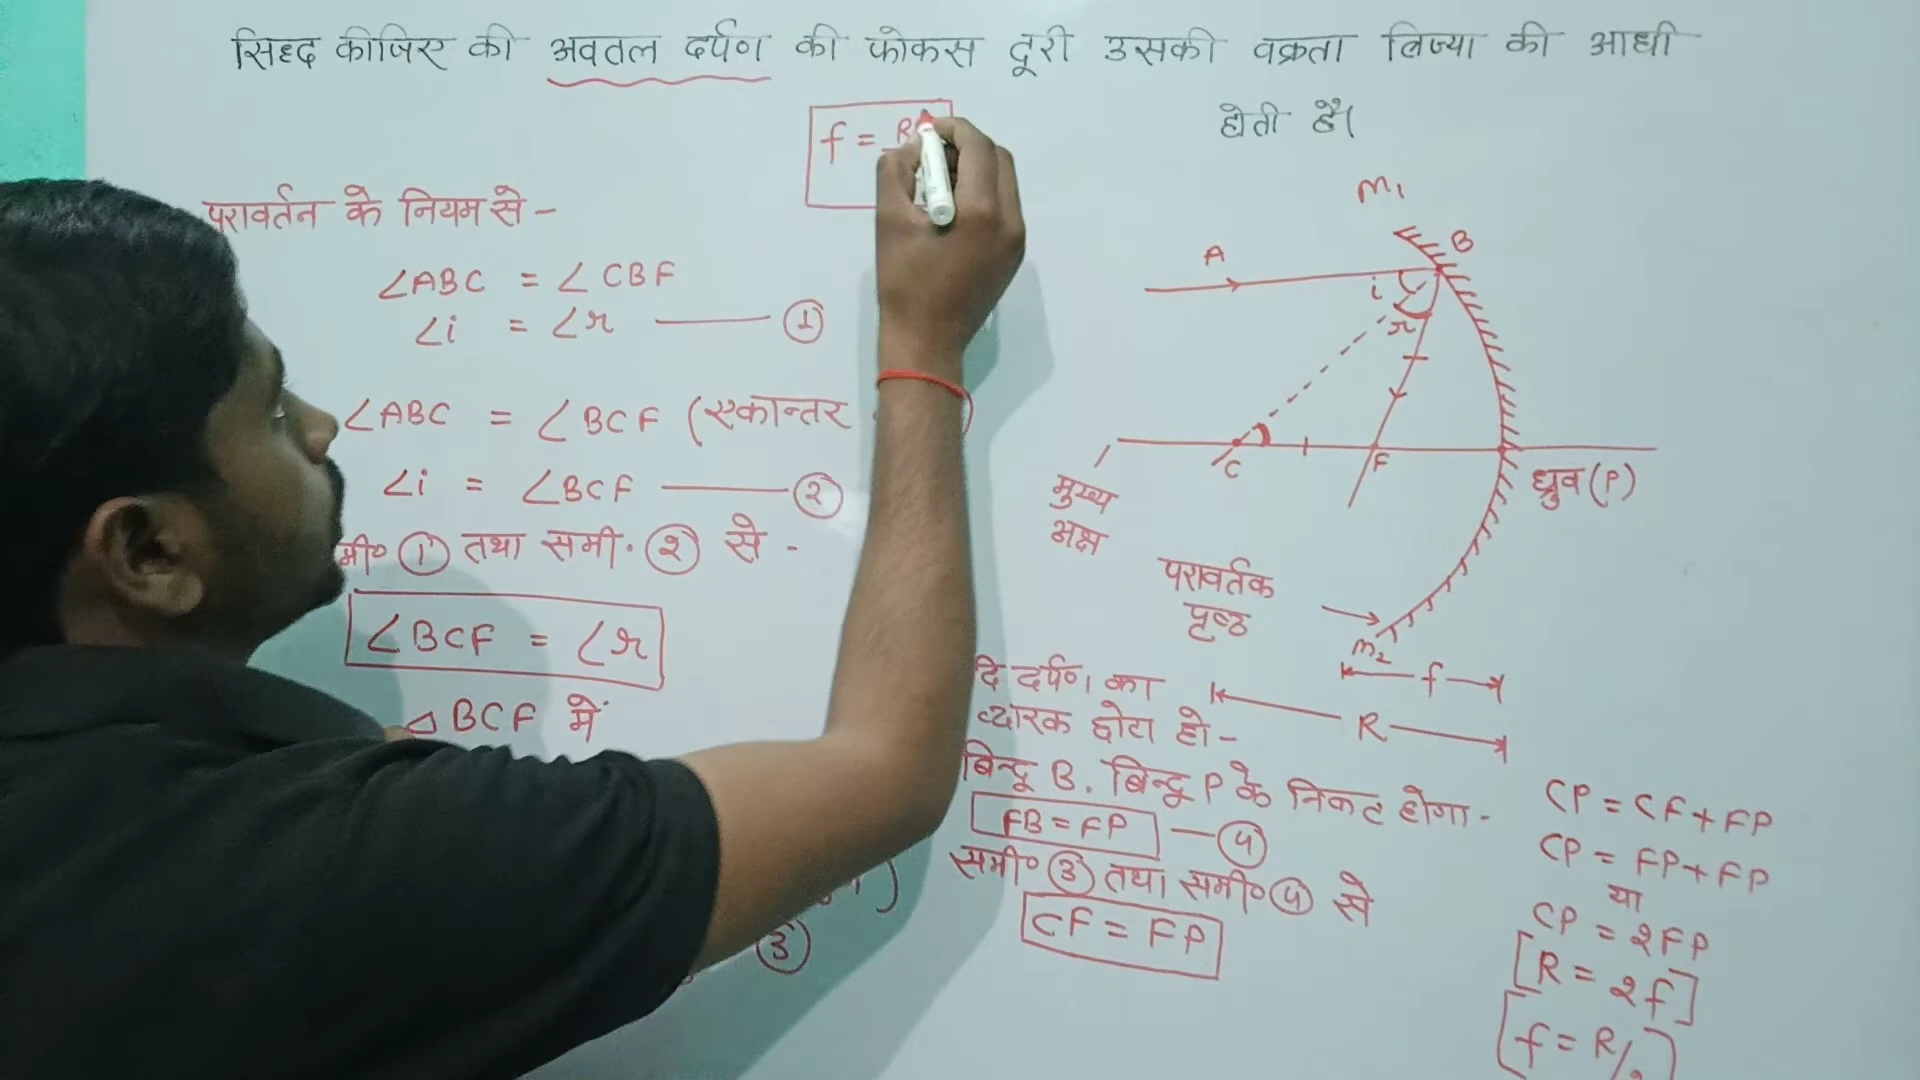 सिद्द कीजिए की अवतल दर्पण की फोकस दूरी उसकी वक्रता त्रिज्या की आधी
होती है।
f = R
परावर्तन के नियम से -
∠ABC = ∠CBF
∠i = ∠r ——— ①
∠ABC = ∠BCF (एकान्तर
∠i = ∠BCF ——— ②
मी० ① तथा समी. ② से -
∠BCF = ∠r
△BCF में
)
③
M₁
B
A
i
r
C
F
ध्रुव (P)
मुख्य
अक्ष
परावर्तक
पृष्ठ
M₂
f
R
दि दर्पण का
व्दारक छोटा हो -
बिन्दू B. बिन्दू P के निकट होगा -
FB = FP — ④
समी० ③ तथा समी० ④ से
CF = FP
CP = CF + FP
CP = FP + FP
या
CP = 2FP
[R = 2f]
[f = R/2]